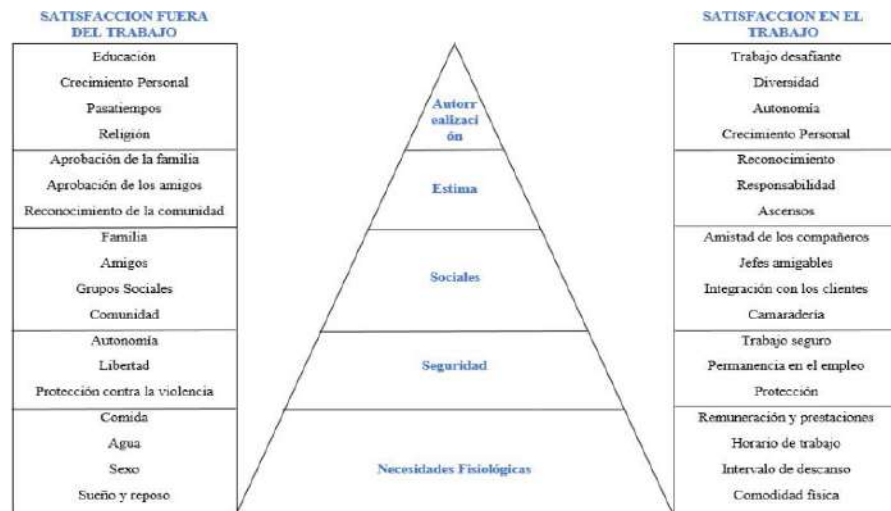 SATISFACCION FUERA
DEL TRABAJO
Educación
Crecimiento Personal
Pasatiempos
Religión
Aprobación de la familia
Aprobación de los amigos
Reconocimiento de la comunidad
Familia
Amigos
Grupos Sociales
Comunidad
Autonomía
Libertad
Protección contra la violencia
Comida
Agua
Sexo
Sueño y reposo
Autorr
ealizaci
ón
Estima
Sociales
Seguridad
Necesidades Fisiológicas
SATISFACCION EN EL
TRABAJO
Trabajo desafiante
Diversidad
Autonomía
Crecimiento Personal
Reconocimiento
Responsabilidad
Ascensos
Amistad de los compañeros
Jefes amigables
Integración con los clientes
Camaradería
Trabajo seguro
Permanencia en el empleo
Protección
Remuneración y prestaciones
Horario de trabajo
Intervalo de descanso
Comodidad física